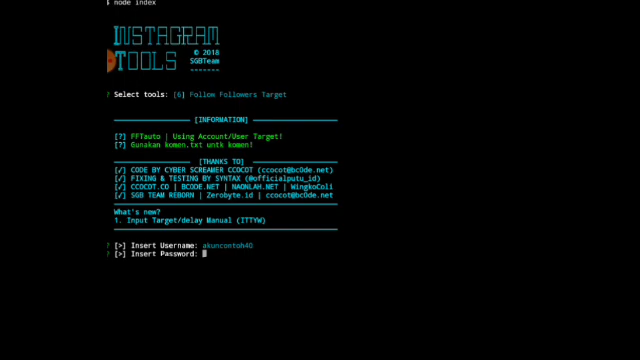 $ node index
INSTAGRAM
© 2018
TOOLS
SGBTeam
-------
? Select tools: [6] Follow Followers Target
[INFORMATION]
[?] FFTauto | Using Account/User Target!
[?] Gunakan komen.txt untk komen!
[THANKS TO]
[✓] CODE BY CYBER SCREAMER CCOCOT (ccocot@bc0de.net)
[✓] FIXING & TESTING BY SYNTAX (@officialputu_id)
[✓] CCOCOT.CO | BC0DE.NET | NAONLAH.NET | WingkoColi
[✓] SGB TEAM REBORN | Zerobyte.id | ccocot@bc0de.net
What's new?
1. Input Target/delay Manual (ITTYW)
? [>] Insert Username: akuncontoh40
? [>] Insert Password: